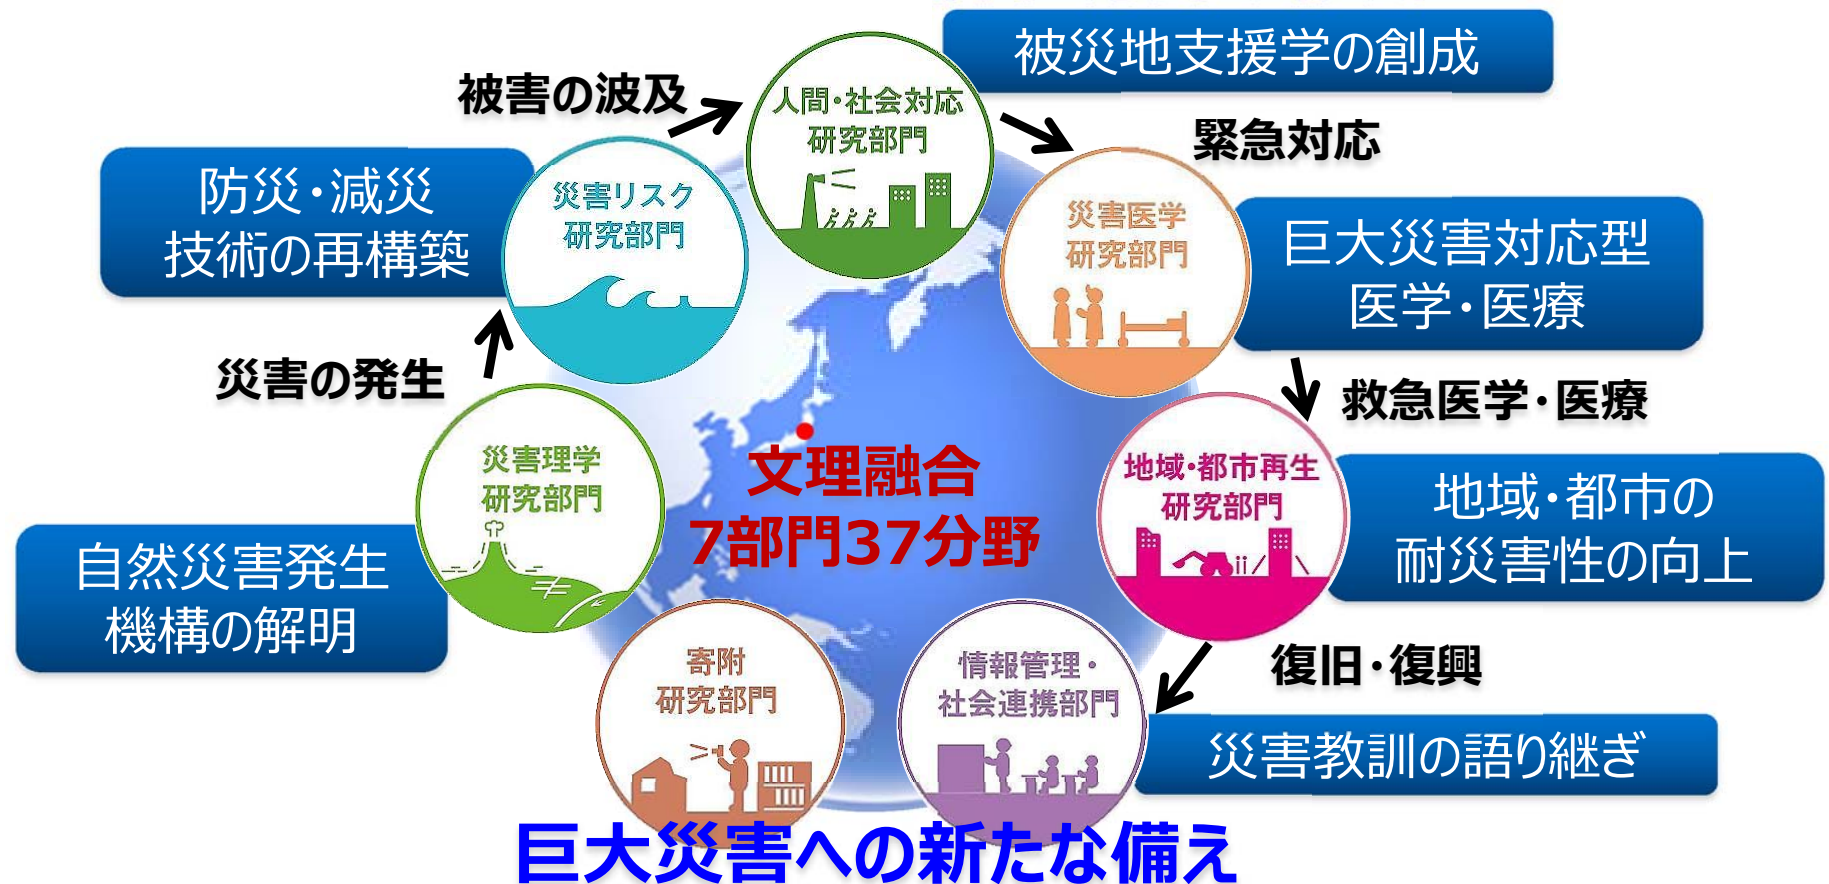 被災地支援学の創成
被害の波及
人間・社会対応
研究部門
緊急対応
防災・減災
技術の再構築
災害リスク
研究部門
災害医学
研究部門
巨大災害対応型
医学・医療
災害の発生
救急医学・医療
災害理学
研究部門
文理融合
7部門37分野
地域・都市再生
研究部門
地域・都市の
耐災害性の向上
自然災害発生
機構の解明
寄附
研究部門
情報管理・
社会連携部門
復旧・復興
災害教訓の語り継ぎ
巨大災害への新たな備え